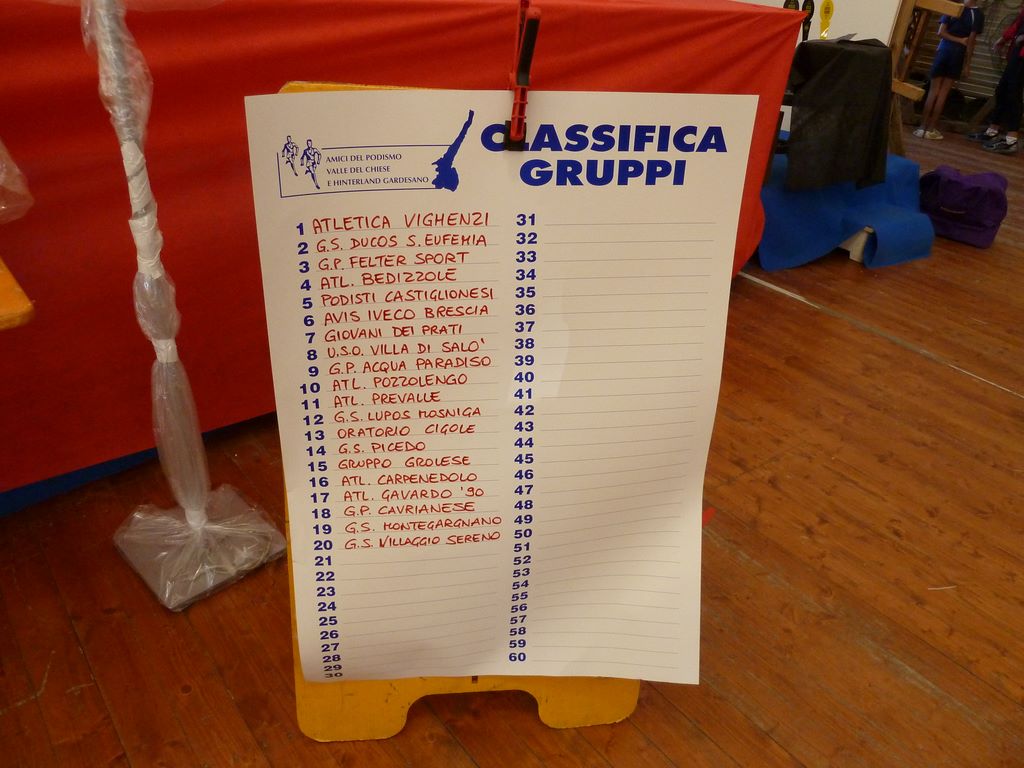 AMICI DEL PODISMO
VALLE DEL CHIESE
E HINTERLAND GARDESANO
CLASSIFICA
GRUPPI
1 ATLETICA VIGHENZI
2 G.S. DUCOS S. EUFEMIA
3 G.P. FELTER SPORT
4 ATL. BEDIZZOLE
5 PODISTI CASTIGLIONESI
6 AVIS IVECO BRESCIA
7 GIOVANI DEI PRATI
8 U.S.O. VILLA DI SALO'
9 G.P. ACQUA PARADISO
10 ATL. POZZOLENGO
11 ATL. PREVALLE
12 G.S. LUPOS MOSNIGA
13 ORATORIO CIGOLE
14 G.S. PICEDO
15 GRUPPO GROLESE
16 ATL. CARPENEDOLO
17 ATL. GAVARDO '90
18 G.P. CAVRIANESE
19 G.S. MONTEGARGNANO
20 G.S. VILLAGGIO SERENO
21
22
23
24
25
26
27
28
29
30
31
32
33
34
35
36
37
38
39
40
41
42
43
44
45
46
47
48
49
50
51
52
53
54
55
56
57
58
59
60